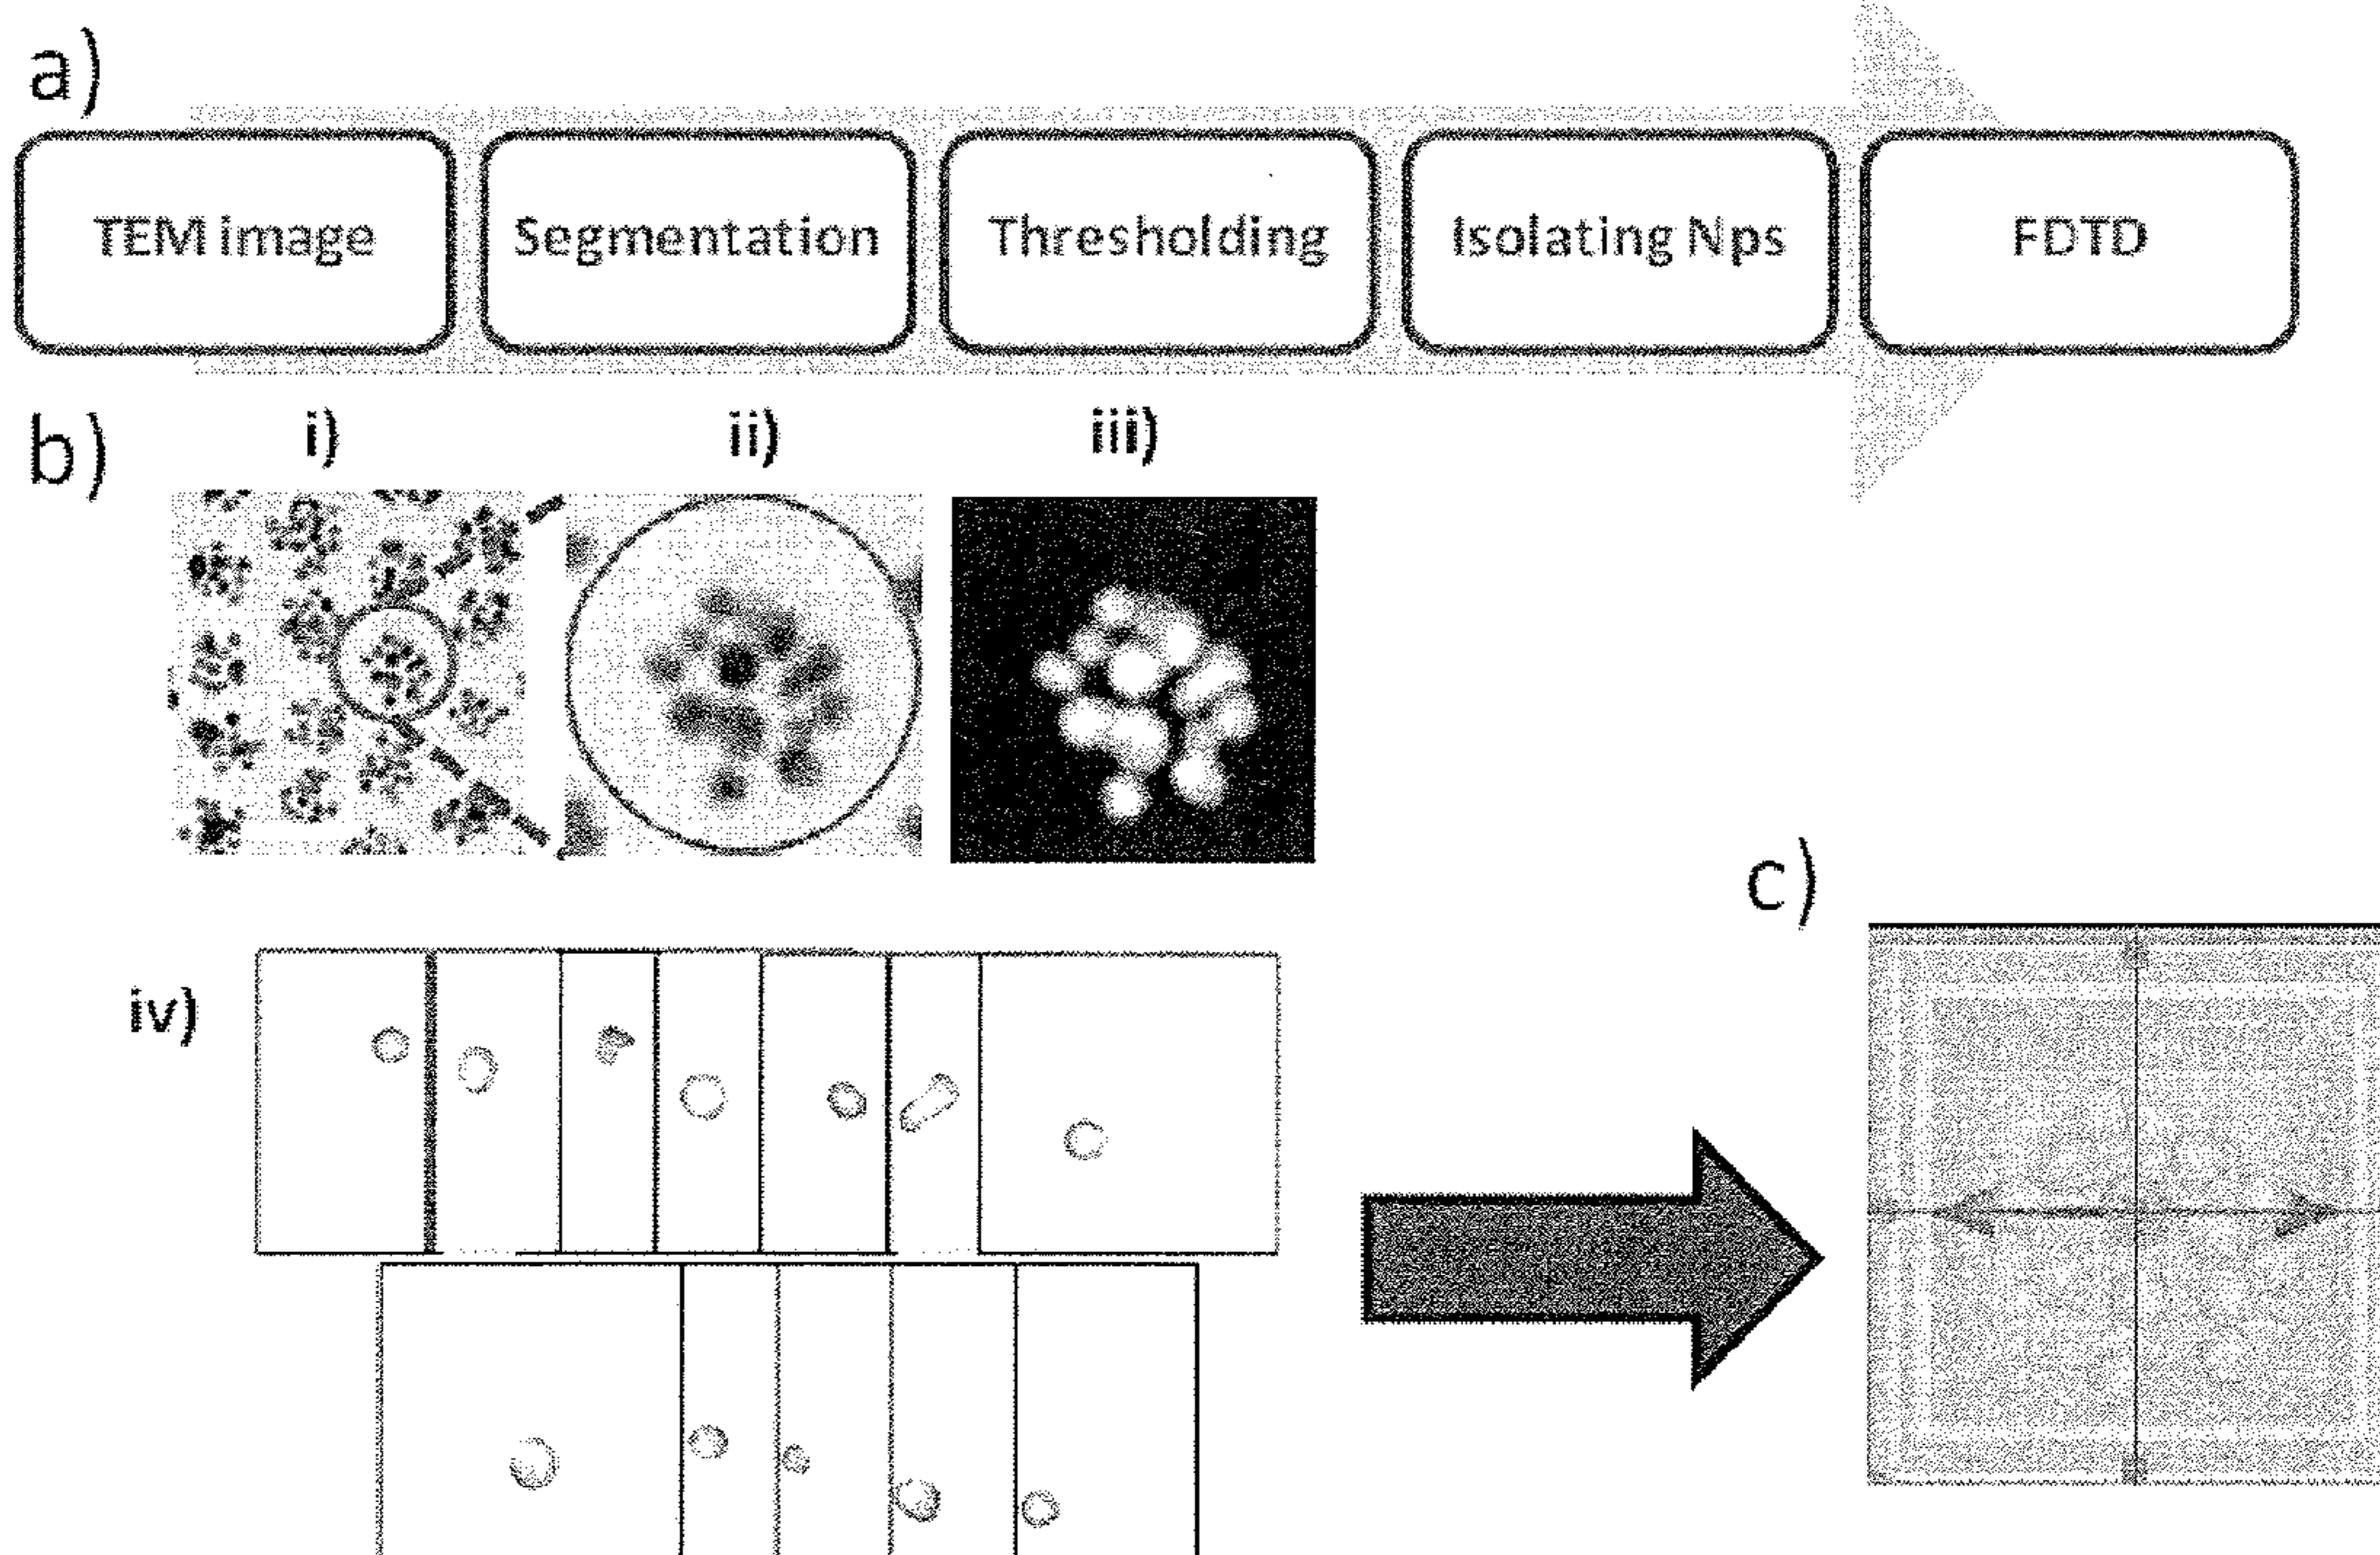 a)
TEM image Segmentation Thresholding Isolating Nps FDTD
b) i) ii) iii)
c)
iv)